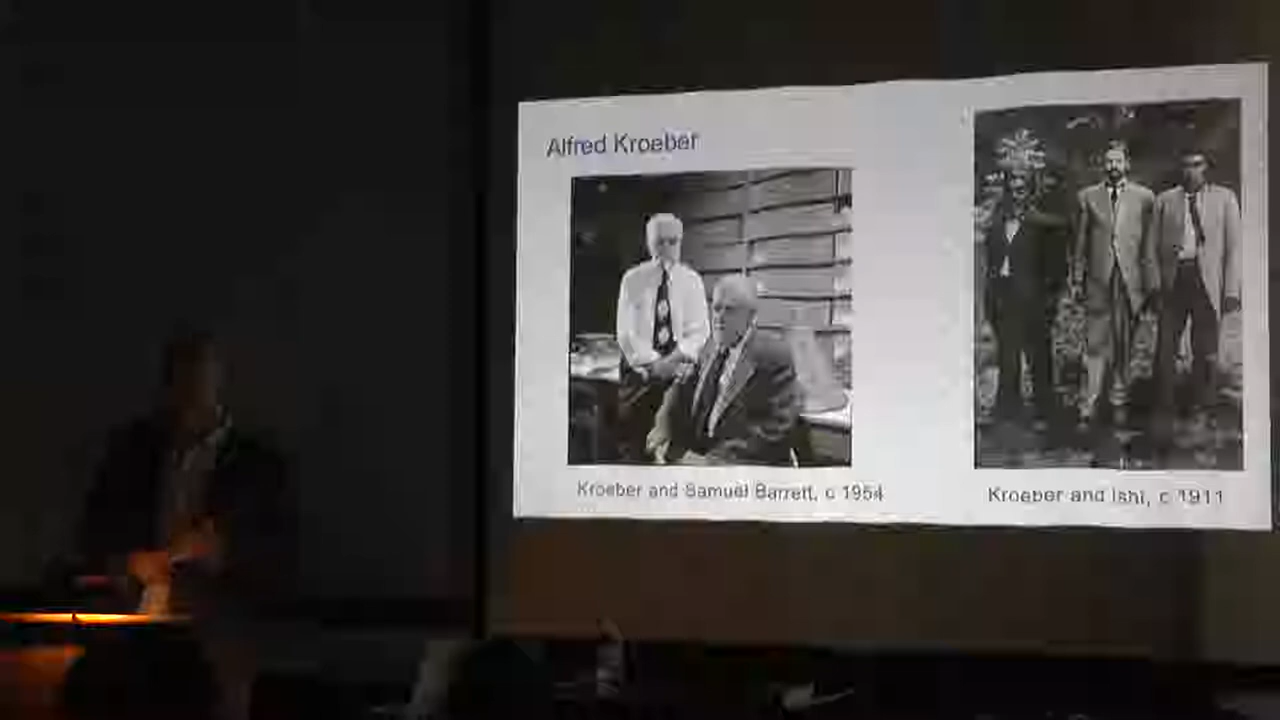 Alfred Kroeber
Kroeber and Samuel Barrett, c 1954
Kroeber and Ishi, c 1911